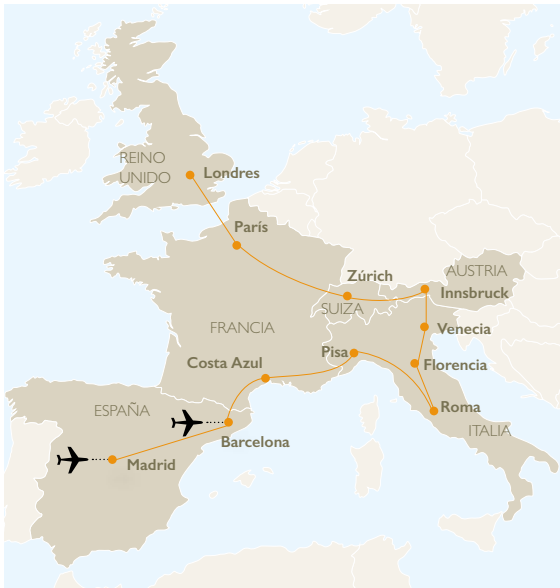 REINO
UNIDO
Londres
París
Zúrich
AUSTRIA
Innsbruck
SUIZA
FRANCIA
Venecia
Pisa
Costa Azul
Florencia
ESPAÑA
Roma
Barcelona
ITALIA
Madrid